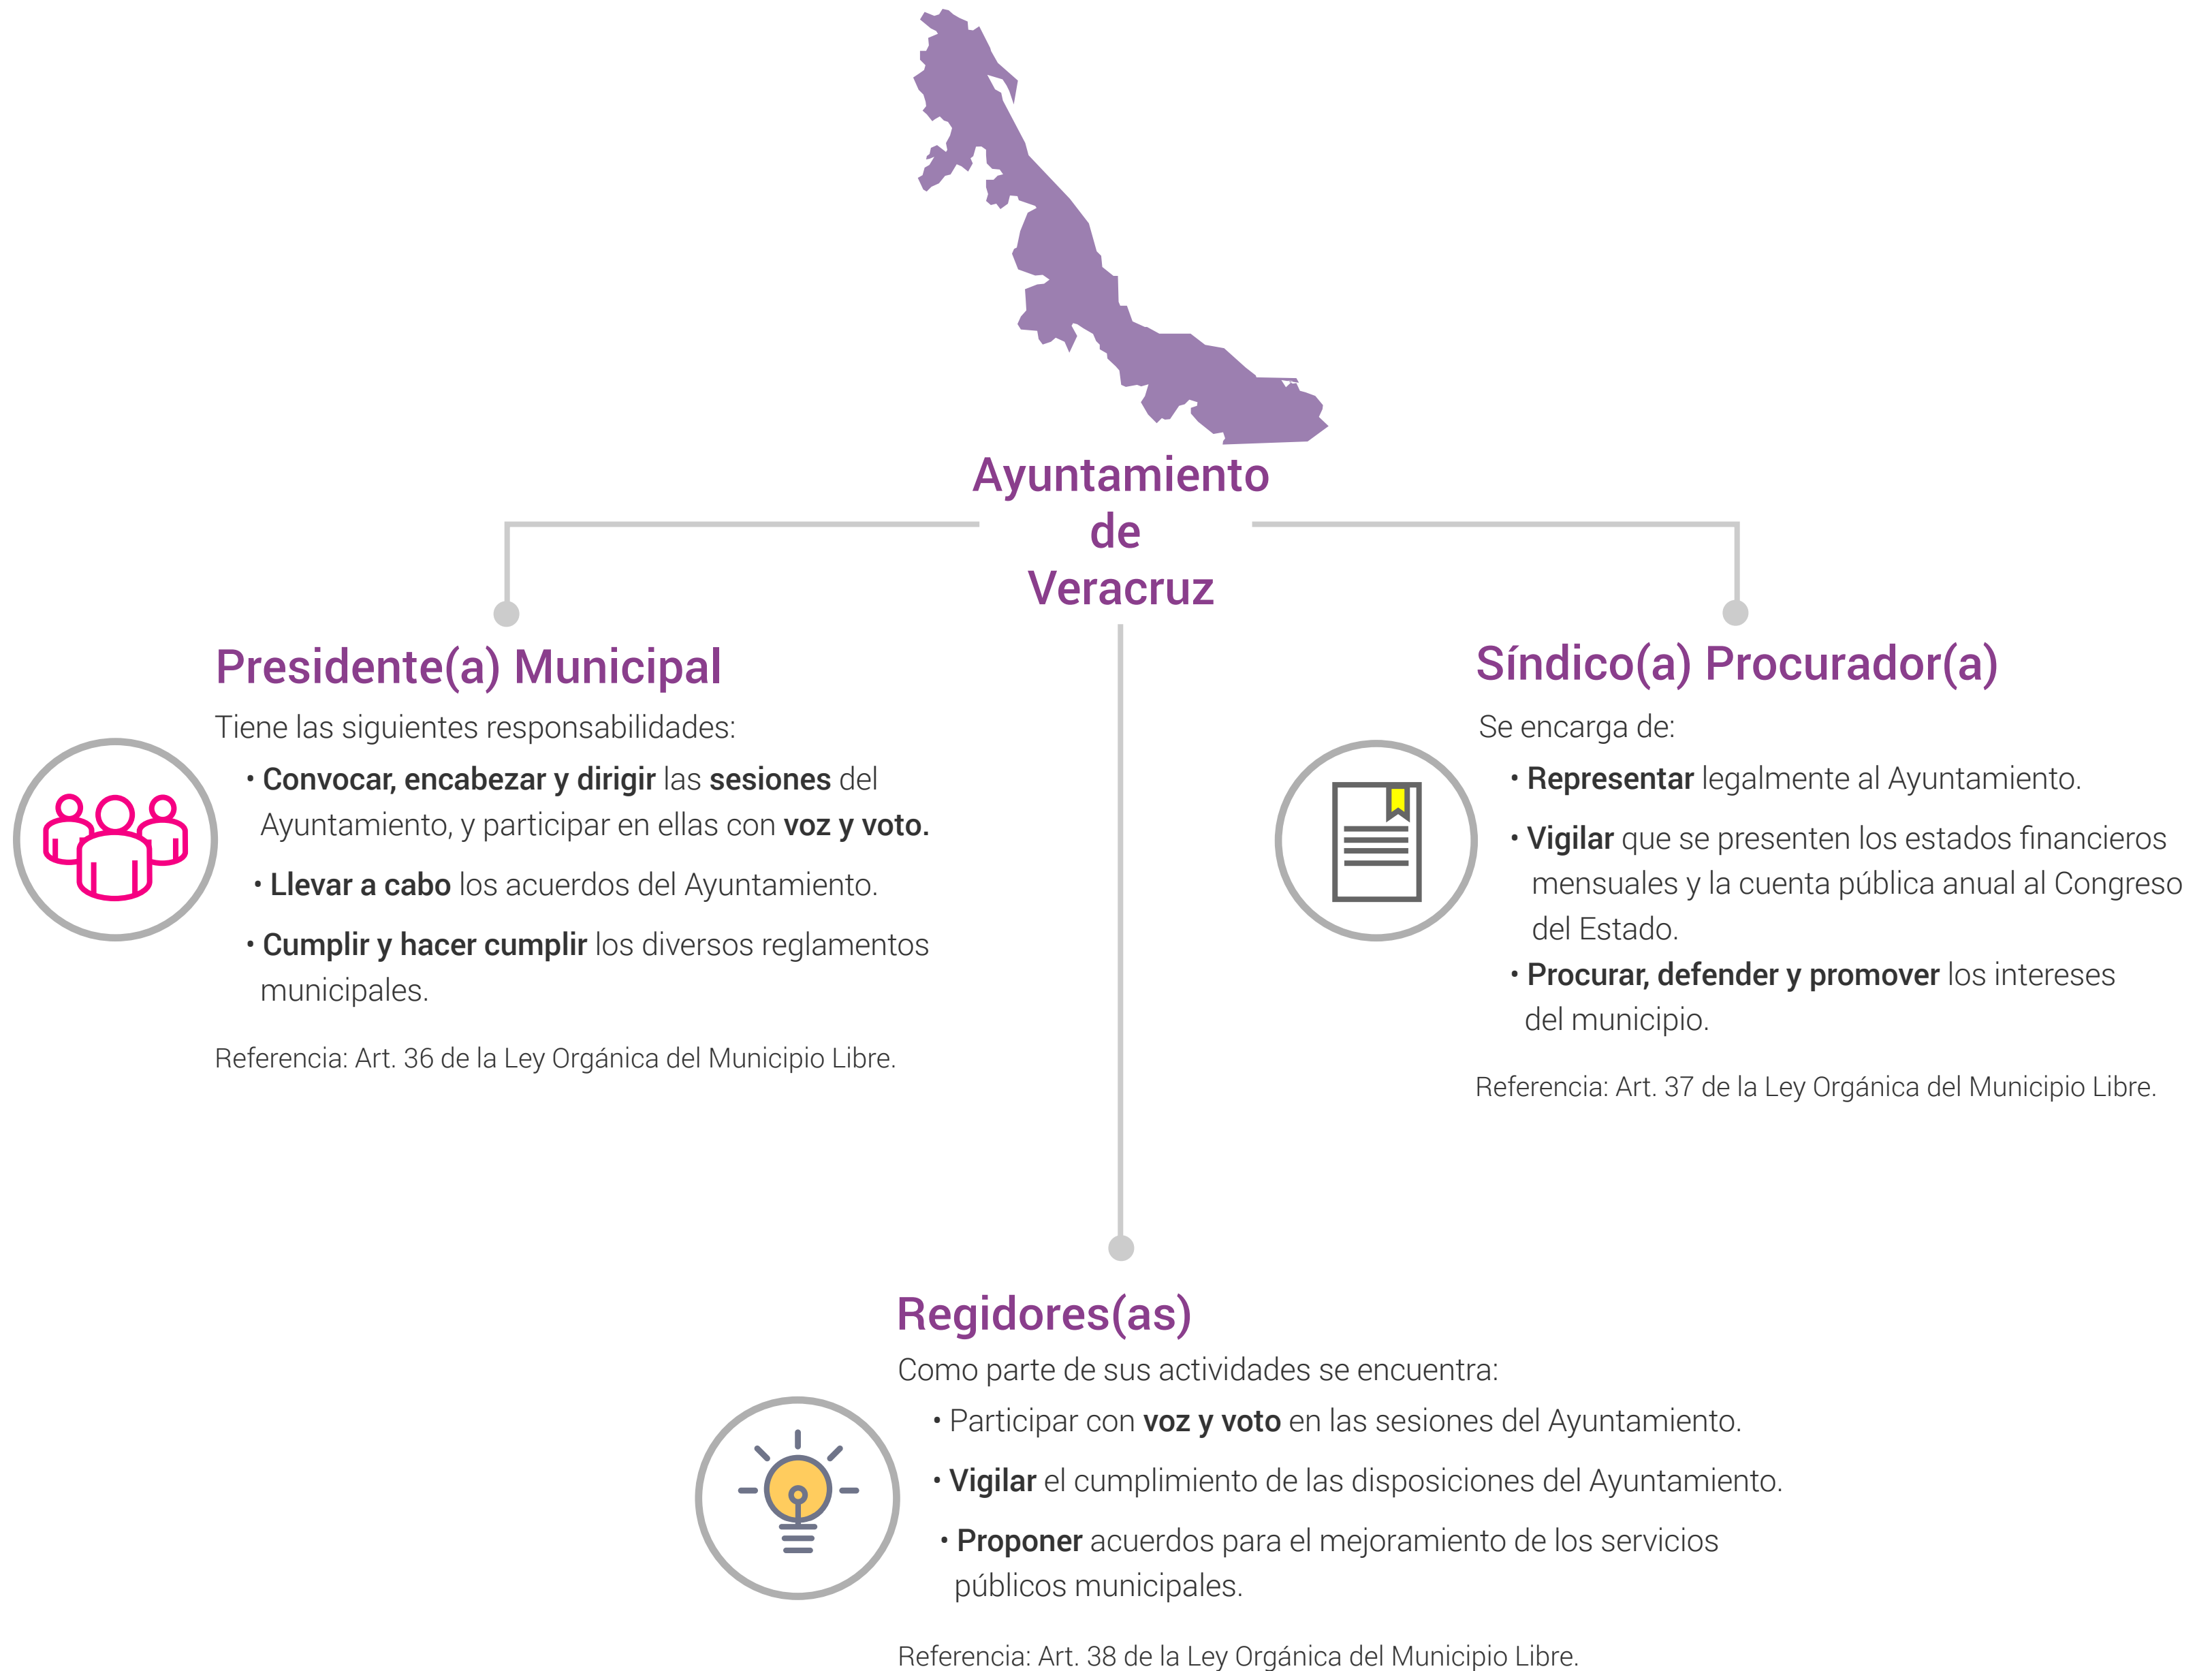 Ayuntamiento
de
Veracruz
Presidente(a) Municipal
Tiene las siguientes responsabilidades:
• Convocar, encabezar y dirigir las sesiones del
Ayuntamiento, y participar en ellas con voz y voto.
• Llevar a cabo los acuerdos del Ayuntamiento.
• Cumplir y hacer cumplir los diversos reglamentos
municipales.
Referencia: Art. 36 de la Ley Orgánica del Municipio Libre.
Síndico(a) Procurador(a)
Se encarga de:
• Representar legalmente al Ayuntamiento.
• Vigilar que se presenten los estados financieros
mensuales y la cuenta pública anual al Congreso
del Estado.
• Procurar, defender y promover los intereses
del municipio.
Referencia: Art. 37 de la Ley Orgánica del Municipio Libre.
Regidores(as)
Como parte de sus actividades se encuentra:
• Participar con voz y voto en las sesiones del Ayuntamiento.
• Vigilar el cumplimiento de las disposiciones del Ayuntamiento.
• Proponer acuerdos para el mejoramiento de los servicios
públicos municipales.
Referencia: Art. 38 de la Ley Orgánica del Municipio Libre.